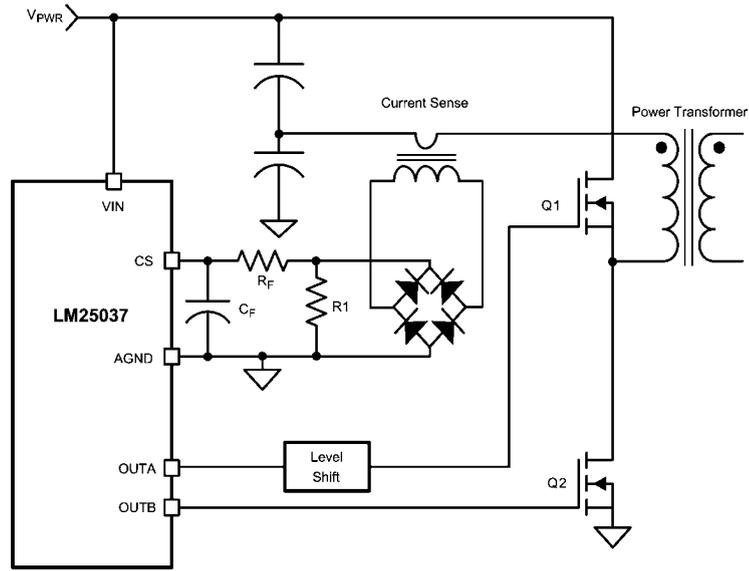 VPWR
Current Sense
Power Transformer
VIN
Q1
CS
RF
R1
CF
LM25037
AGND
Level
Shift
OUTA
Q2
OUTB